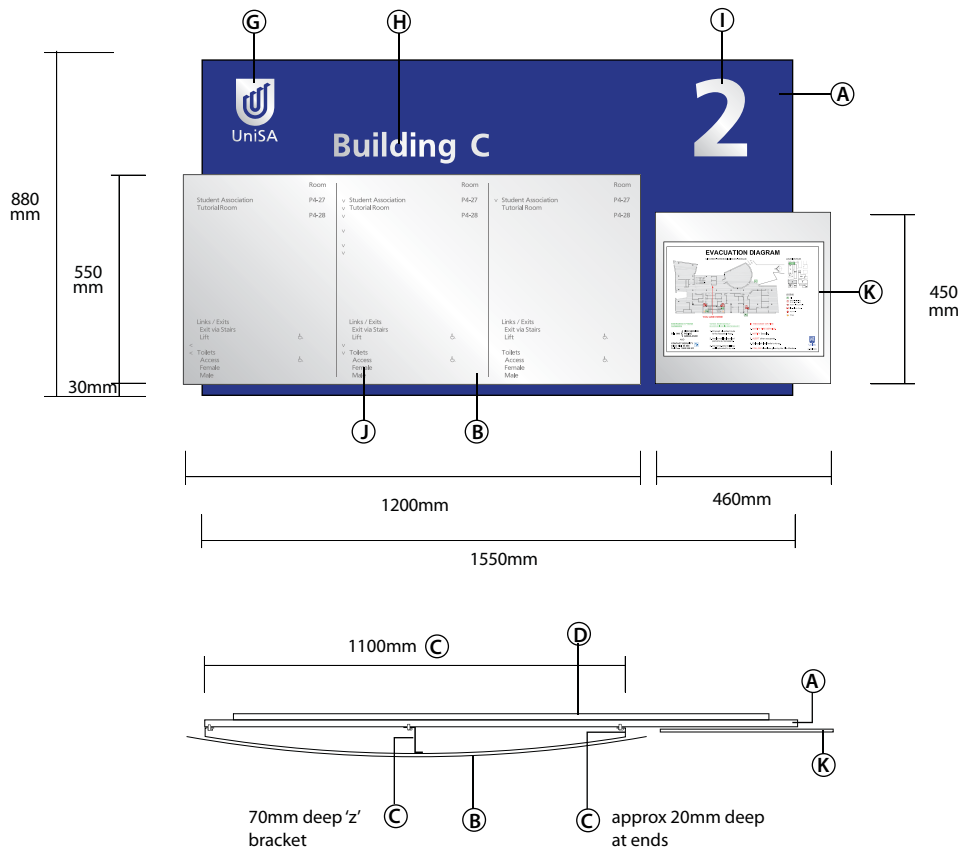 G H I
A
UniSA
Building C
2
880
mm
550
mm
30mm
Room Room Room
Student Association P4-27 v Student Association P4-27 v Student Association P4-27
Tutorial Room v Tutorial Room Tutorial Room
P4-28 v P4-28 P4-28
v
v
v
Links / Exits Links / Exits Links / Exits
Exit via Stairs Exit via Stairs Exit via Stairs
Lift Lift Lift
< v
< Toilets v Toilets Toilets
Access Access Access
Female Female Female
Male Male Male
EVACUATION DIAGRAM
K
450
mm
J B
1200mm 460mm
1550mm
1100mm C D
A
K
70mm deep 'z' C B C approx 20mm deep
bracket at ends